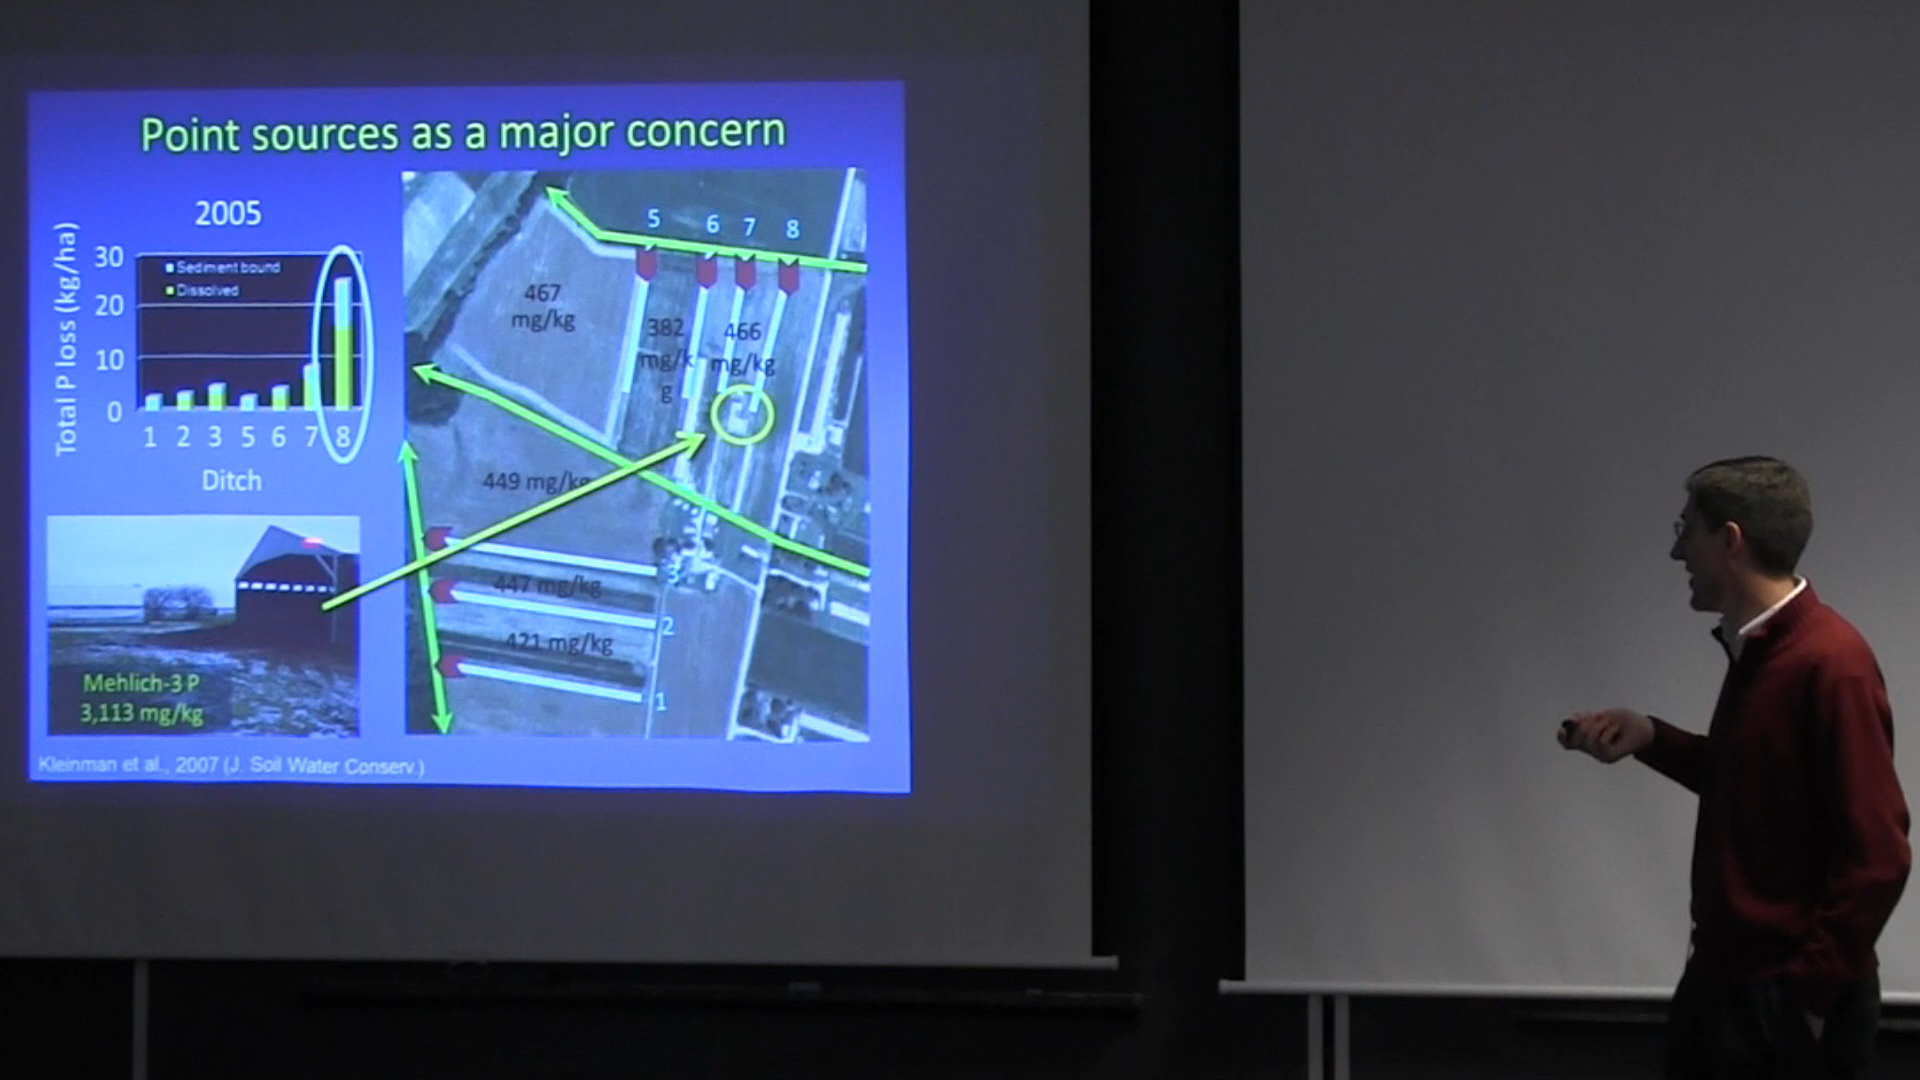 Point sources as a major concern
2005
Total P loss (kg/ha)
30
20
10
0
Sediment bound
Dissolved
1 2 3 5 6 7 8
Ditch
Mehlich-3 P
3,113 mg/kg
5 6 7 8
467
mg/kg
382
mg/k
g
466
mg/kg
449 mg/kg
3
447 mg/kg
2
421 mg/kg
1
Kleinman et al., 2007 (J. Soil Water Conserv.)